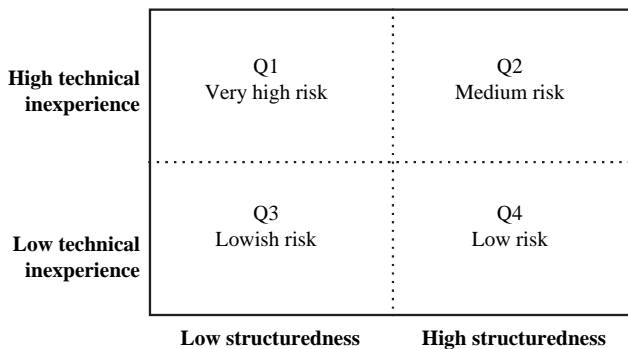 High technical
inexperience
Q1
Very high risk
Q2
Medium risk
Low technical
inexperience
Q3
Lowish risk
Q4
Low risk
Low structuredness
High structuredness